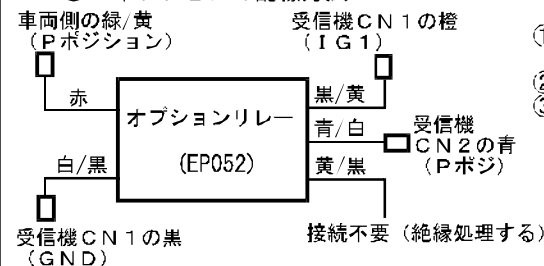 車両側の緑/黄
(Pポジション)
受信機CN1の橙
(IG1)
①
②
③
赤
オプションリレー
(EP052)
黒/黄
青/白
受信機
CN2の青
(Pポジ)
白/黒
黄/黒
受信機CN1の黒
(GND)
接続不要(絶縁処理する)